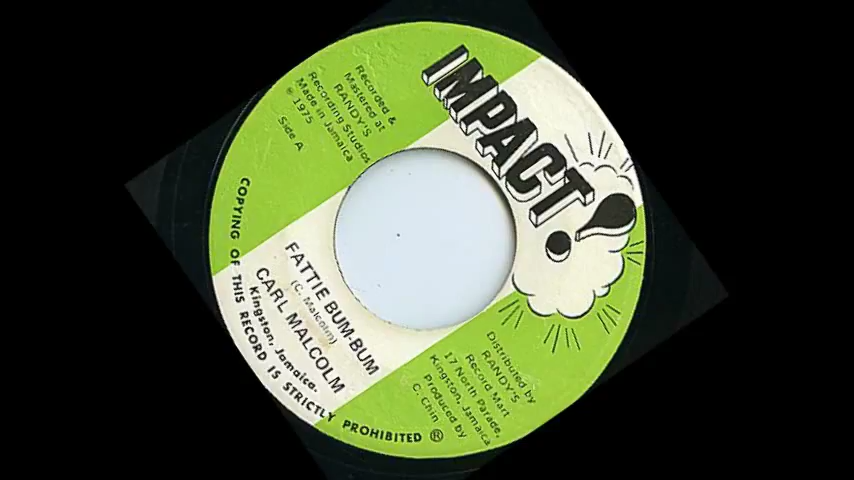 IMPACT!
Recorded &
Mastered at
RANDY'S
Recording Studios
Made in Jamaica
℗ 1975
Side A
FATTIE BUM-BUM
(C. Malcolm)
CARL MALCOLM
Kingston, Jamaica.
Distributed by
RANDY'S
Record Mart
17 North Parade,
Kingston, Jamaica
Produced by
C. Chin
COPYING OF THIS RECORD IS STRICTLY PROHIBITED ®